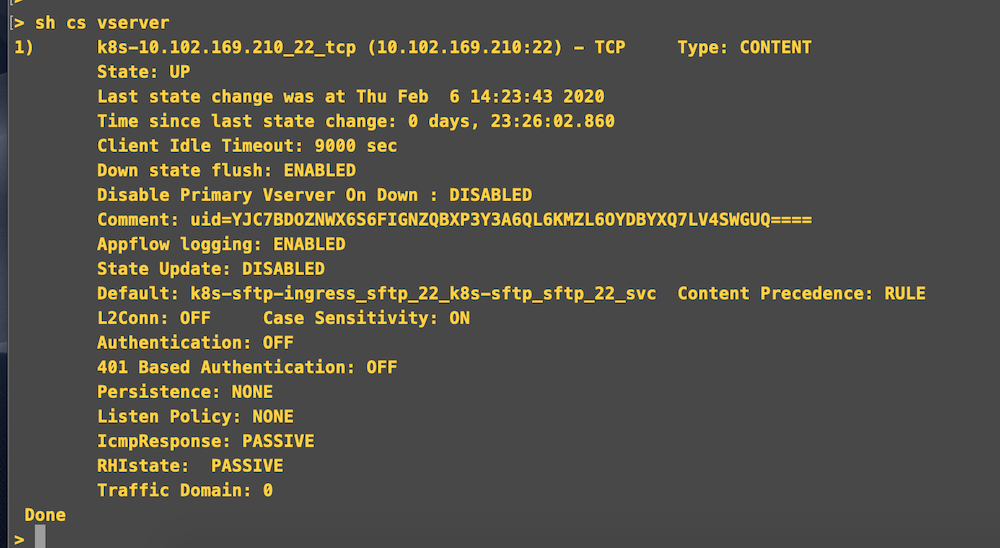 > sh cs vserver
1) k8s-10.102.169.210_22_tcp (10.102.169.210:22) - TCP Type: CONTENT
State: UP
Last state change was at Thu Feb  6 14:23:43 2020
Time since last state change: 0 days, 23:26:02.860
Client Idle Timeout: 9000 sec
Down state flush: ENABLED
Disable Primary Vserver On Down : DISABLED
Comment: uid=YJC7BDOZNWX6S6FIGNZQBXP3Y3A6QL6KMZL6OYDBYXQ7LV4SWGUQ====
Appflow logging: ENABLED
State Update: DISABLED
Default: k8s-sftp-ingress_sftp_22_k8s-sftp_sftp_22_svc Content Precedence: RULE
L2Conn: OFF Case Sensitivity: ON
Authentication: OFF
401 Based Authentication: OFF
Persistence: NONE
Listen Policy: NONE
IcmpResponse: PASSIVE
RHIstate:  PASSIVE
Traffic Domain: 0
Done
>